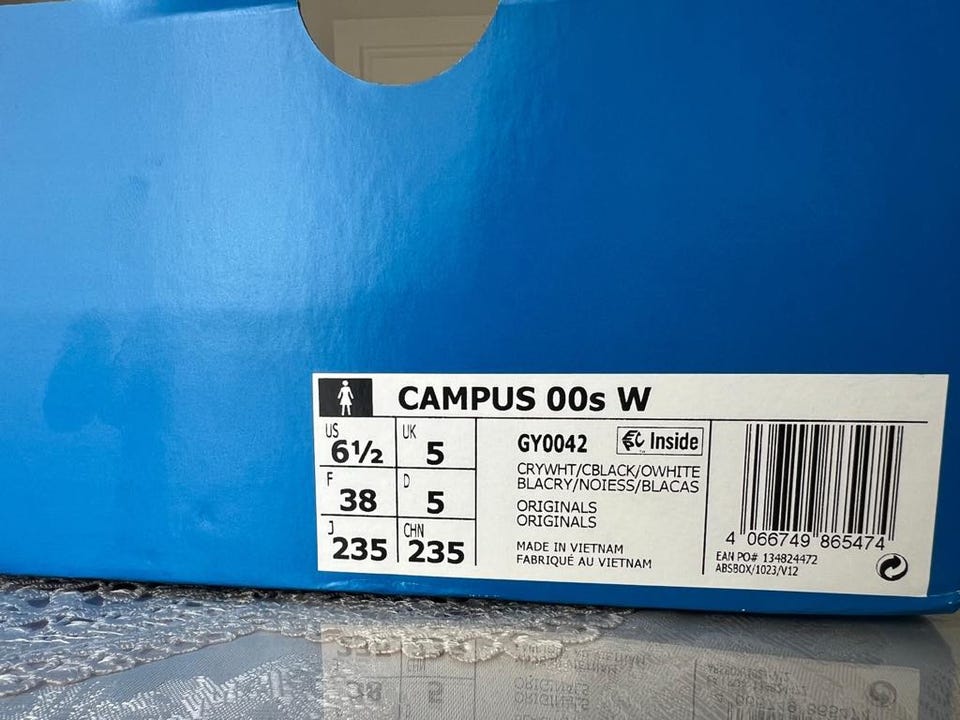 CAMPUS 00s W
US 6½ UK 5
F 38 D 5
J 235 CHN 235
GY0042 Inside
CRYWHT/CBLACK/OWHITE
BLACRY/NOIESS/BLACAS
ORIGINALS
ORIGINALS
MADE IN VIETNAM
FABRIQUÉ AU VIETNAM
4 066749 865474
EAN PO# 134824472
ABSBOX/1023/V12